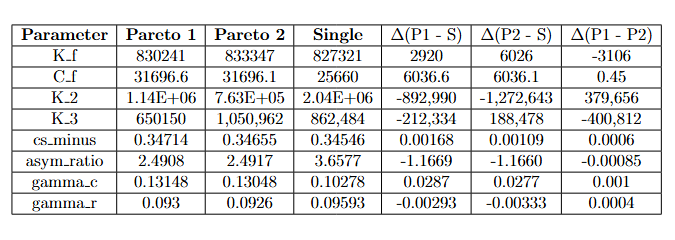 Parameter Pareto 1 Pareto 2 Single Δ(P1 - S) Δ(P2 - S) Δ(P1 - P2)
K_f 830241 833347 827321 2920 6026 -3106
C_f 31696.6 31696.1 25660 6036.6 6036.1 0.45
K_2 1.14E+06 7.63E+05 2.04E+06 -892,990 -1,272,643 379,656
K_3 650150 1,050,962 862,484 -212,334 188,478 -400,812
cs_minus 0.34714 0.34655 0.34546 0.00168 0.00109 0.0006
asym_ratio 2.4908 2.4917 3.6577 -1.1669 -1.1660 -0.00085
gamma_c 0.13148 0.13048 0.10278 0.0287 0.0277 0.001
gamma_r 0.093 0.0926 0.09593 -0.00293 -0.00333 0.0004